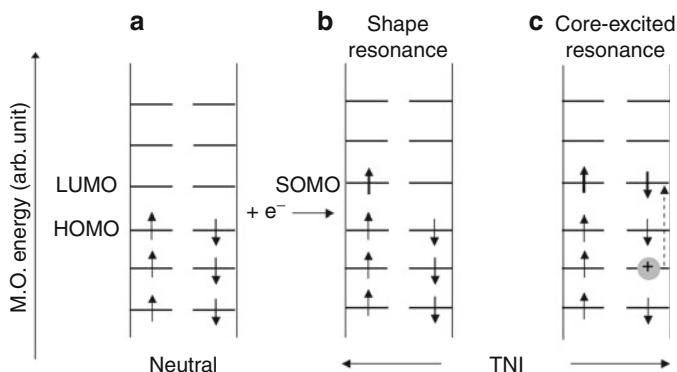 a
b
c
Shape
resonance
Core-excited
resonance
M.O. energy (arb. unit)
LUMO
HOMO
+ e⁻
SOMO
+
Neutral
TNI